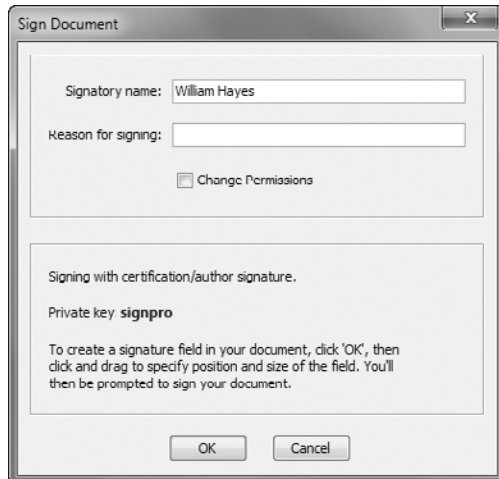 Sign Document
x
Signatory name: William Hayes
Reason for signing:
Change Permissions
Signing with certification/author signature.
Private key signpro
To create a signature field in your document, click 'OK', then
click and drag to specify position and size of the field. You'll
then be prompted to sign your document.
OK Cancel